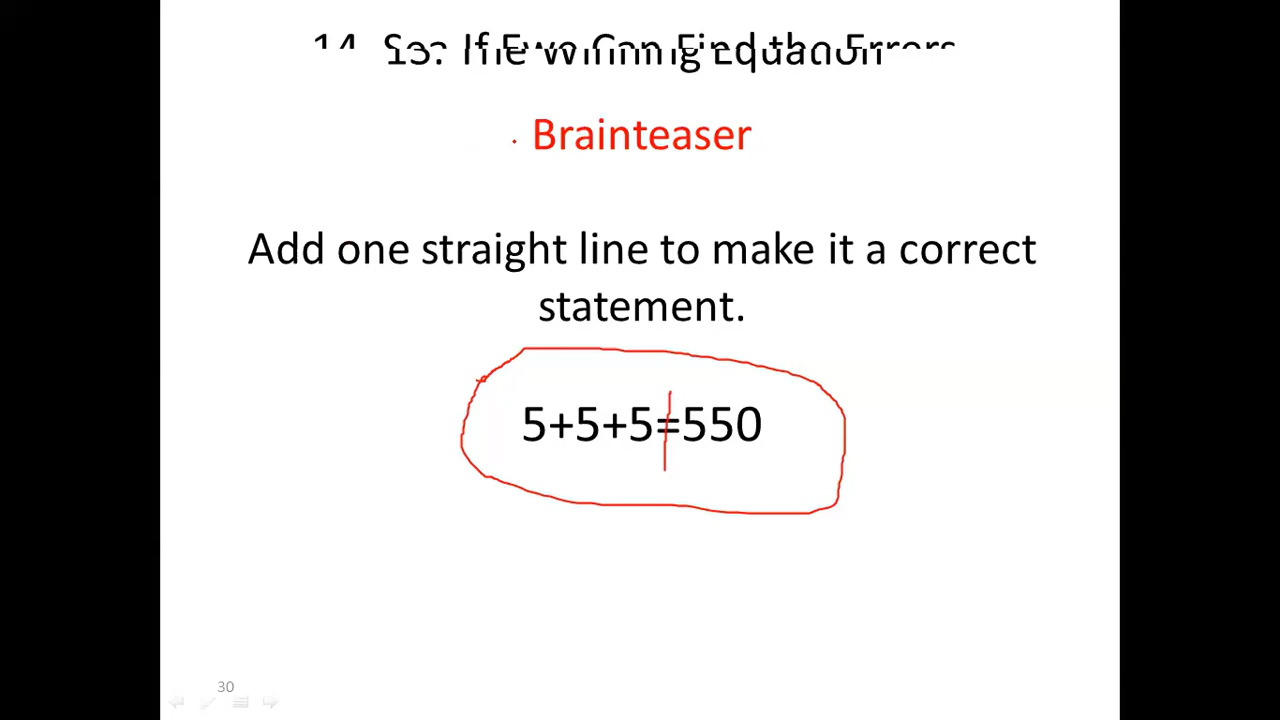 Brainteaser
Add one straight line to make it a correct
statement.
5+5+5=550
30